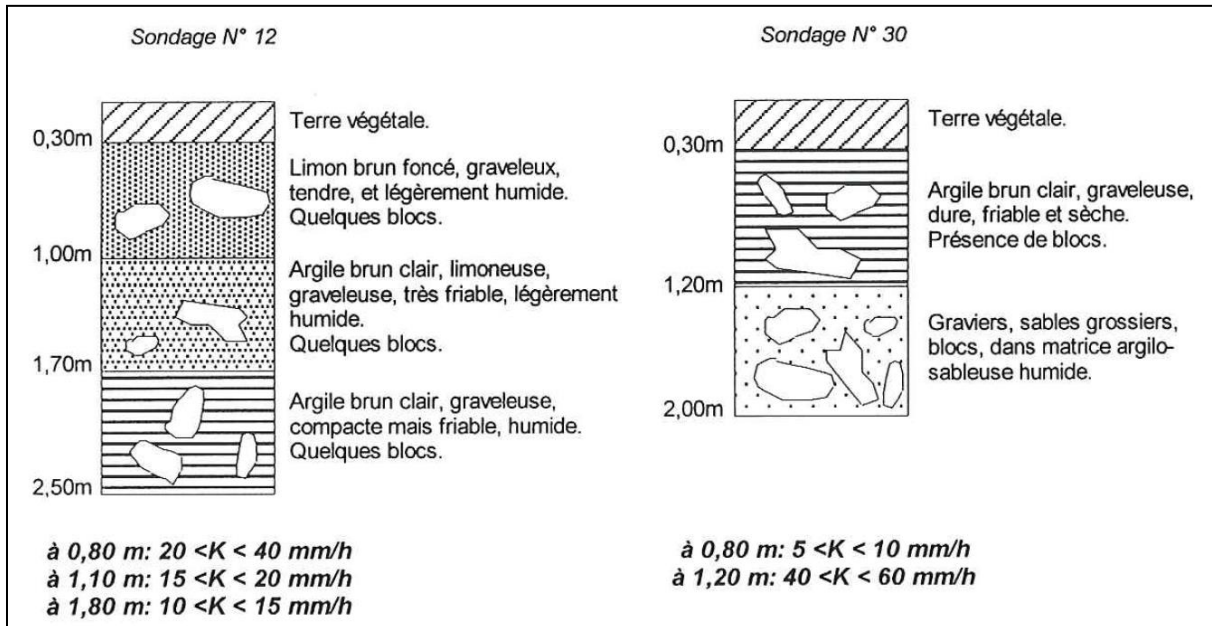 Sondage N° 12
0,30m
Terre végétale.
Limon brun foncé, graveleux,
tendre, et légèrement humide.
Quelques blocs.
1,00m
Argile brun clair, limoneuse,
graveleuse, très friable, légèrement
humide.
Quelques blocs.
1,70m
Argile brun clair, graveleuse,
compacte mais friable, humide.
Quelques blocs.
2,50m
à 0,80 m: 20 <K < 40 mm/h
à 1,10 m: 15 <K < 20 mm/h
à 1,80 m: 10 <K < 15 mm/h
Sondage N° 30
Terre végétale.
0,30m
Argile brun clair, graveleuse,
dure, friable et sèche.
Présence de blocs.
1,20m
Graviers, sables grossiers,
blocs, dans matrice argilo-
sableuse humide.
2,00m
à 0,80 m: 5 <K < 10 mm/h
à 1,20 m: 40 <K < 60 mm/h